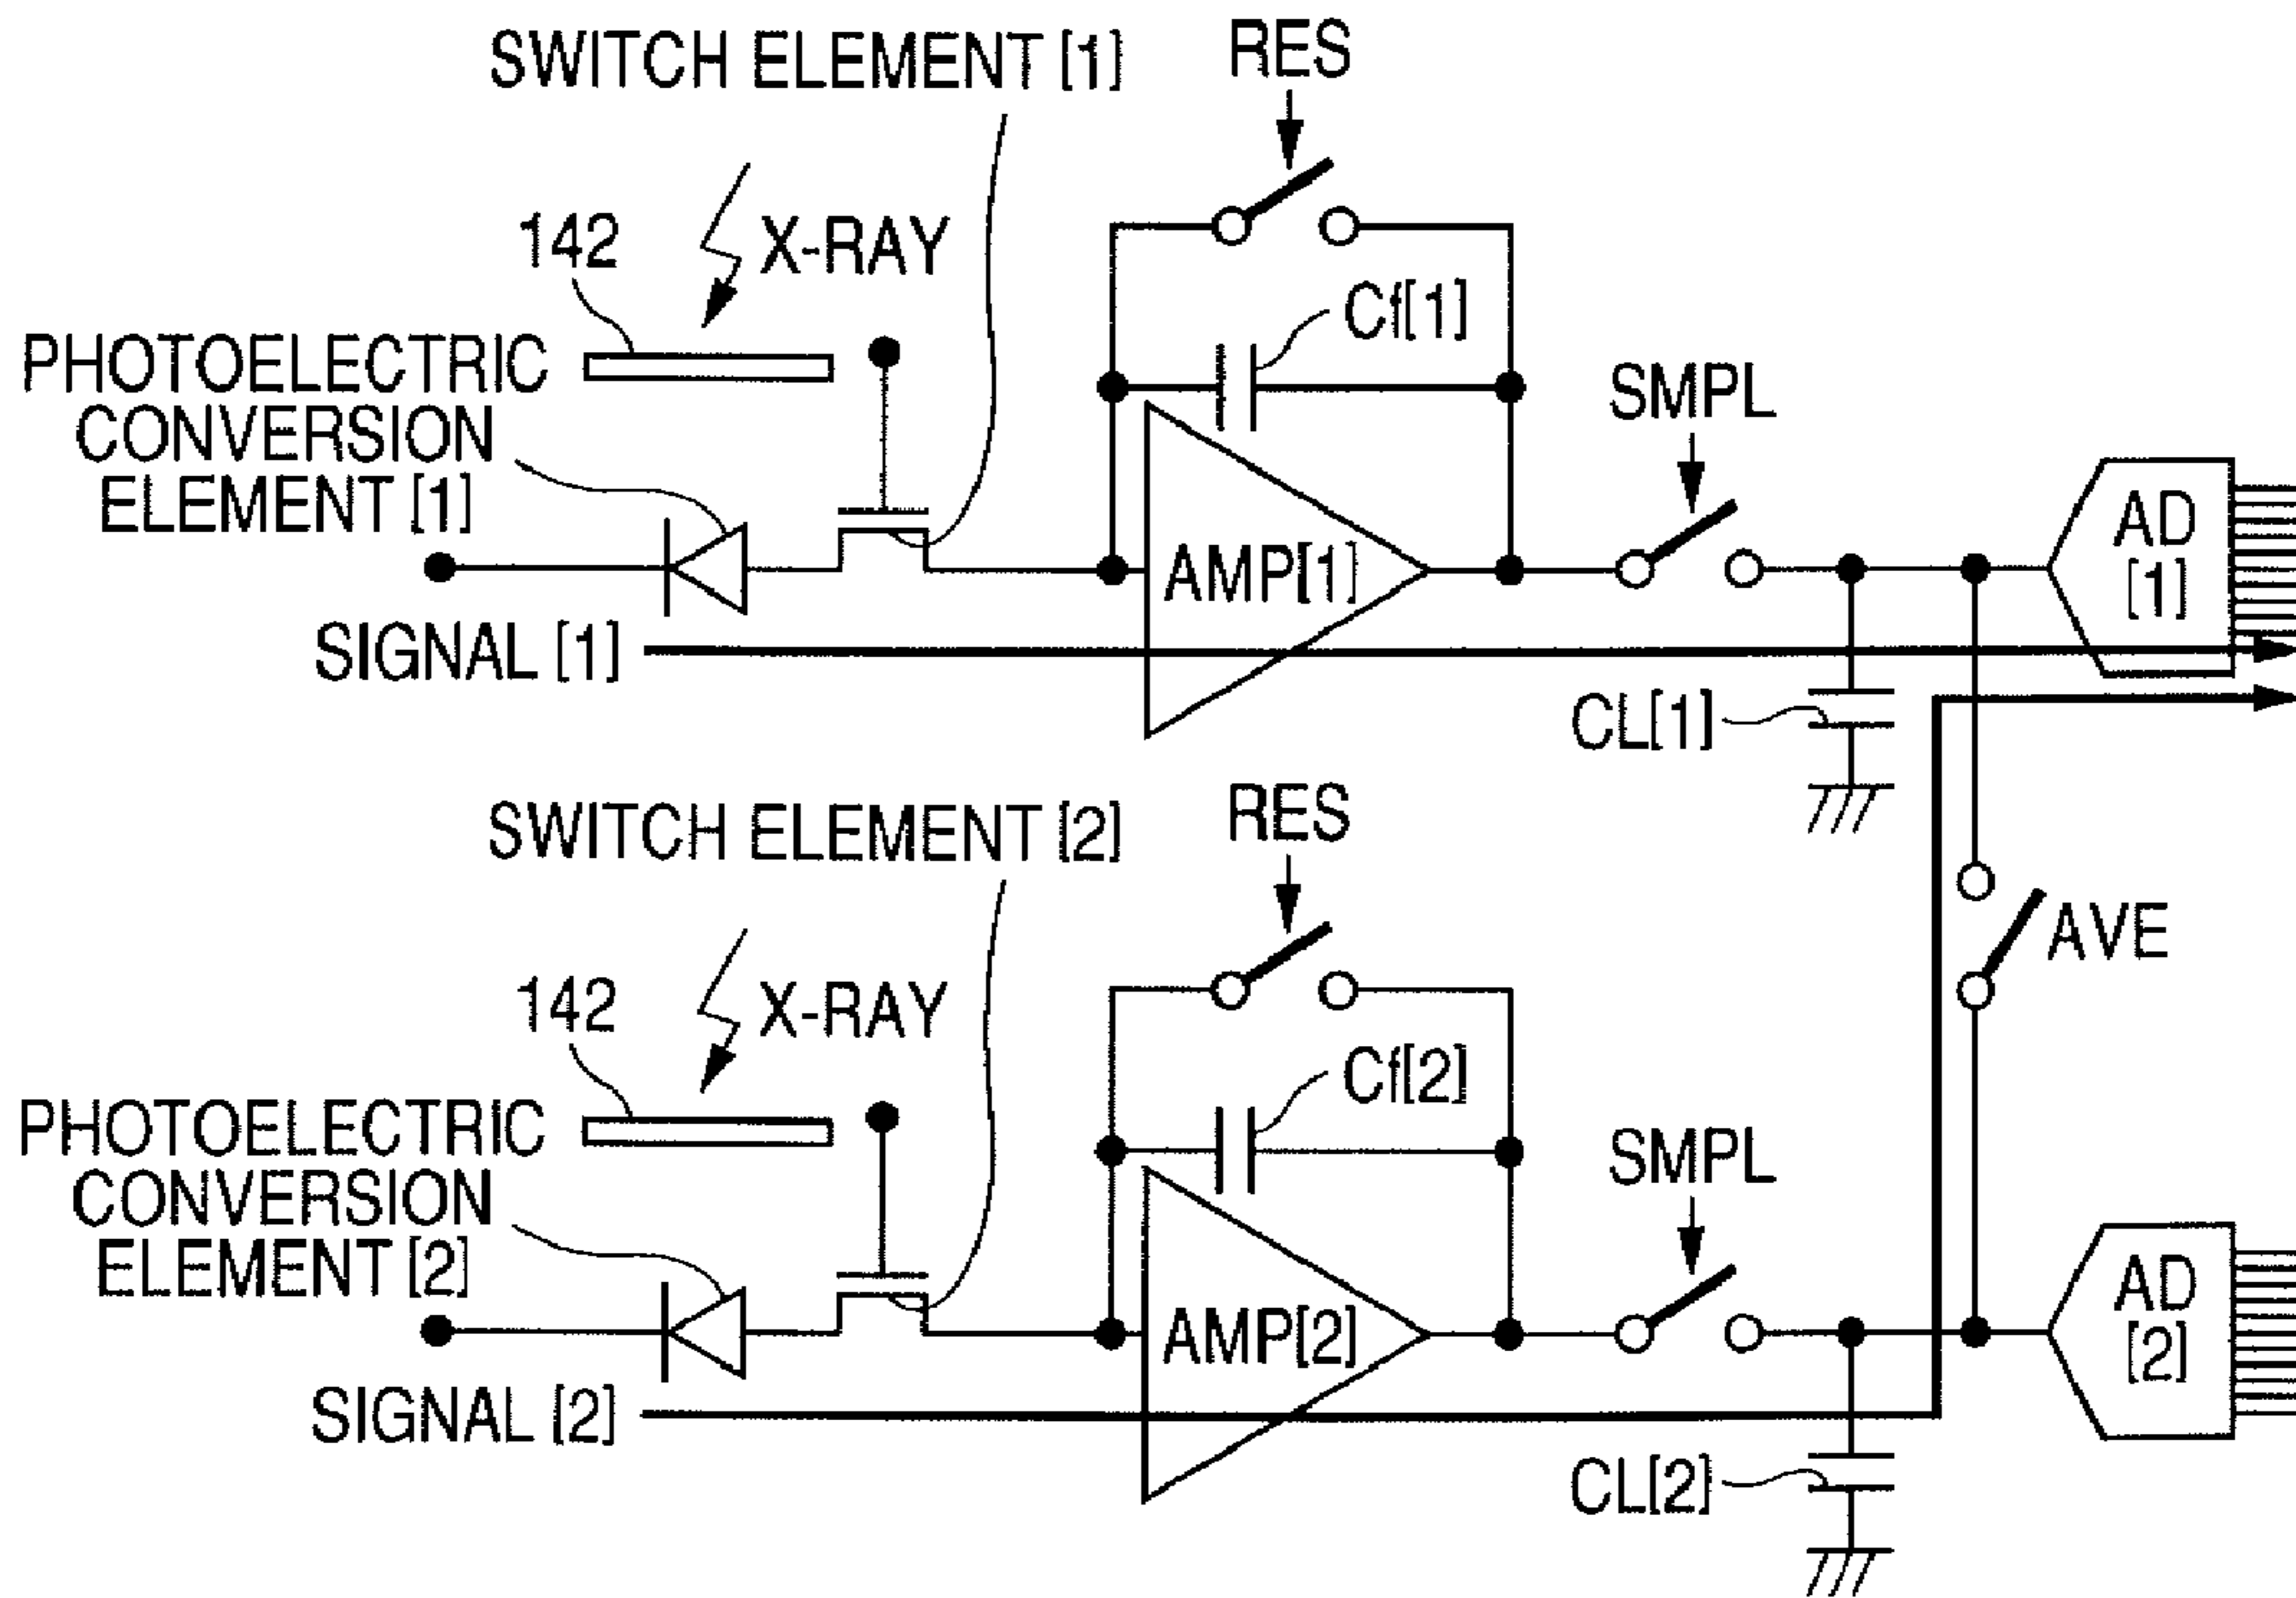 SWITCH ELEMENT [1]
RES
142
X-RAY
Cf[1]
PHOTOELECTRIC
CONVERSION
ELEMENT [1]
SMPL
AD
[1]
AMP[1]
SIGNAL [1]
CL[1]
SWITCH ELEMENT [2]
RES
AVE
142
X-RAY
Cf[2]
PHOTOELECTRIC
CONVERSION
ELEMENT [2]
SMPL
AD
[2]
AMP[2]
SIGNAL [2]
CL[2]